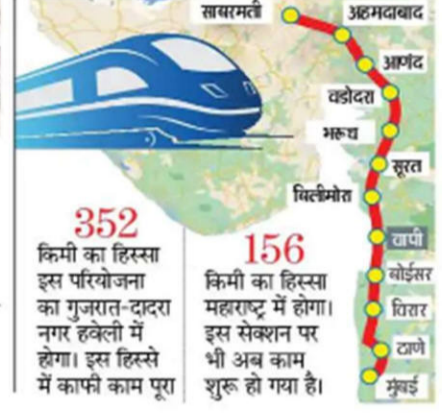 साबरमती
अहमदाबाद
आणंद
वडोदरा
भरूच
सूरत
बिलीमोरा
वापी
बोईसर
विरार
ठाणे
मुंबई
352
किमी का हिस्सा
इस परियोजना
का गुजरात-दादरा
नगर हवेली में
होगा। इस हिस्से
में काफी काम पूरा
156
किमी का हिस्सा
महाराष्ट्र में होगा।
इस सेक्शन पर
भी अब काम
शुरू हो गया है।